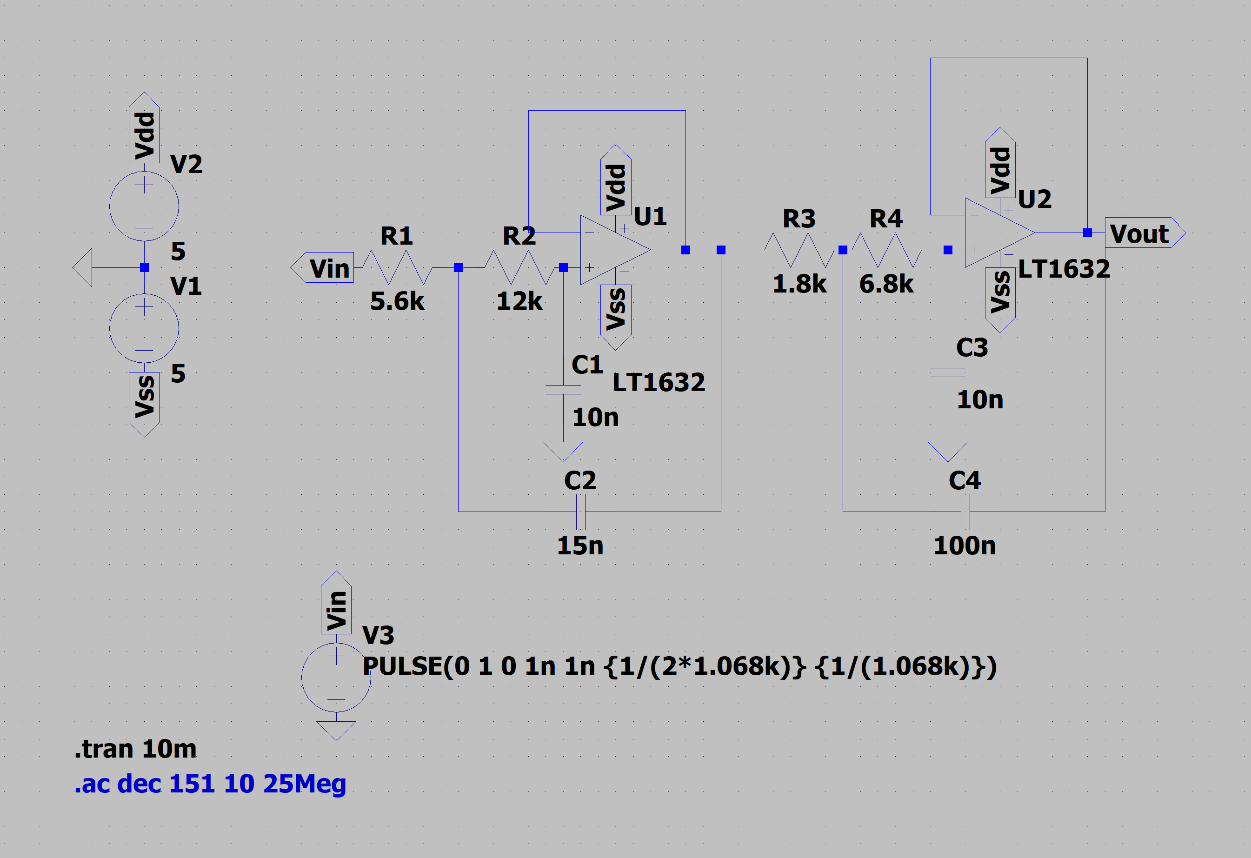 Vdd
V2
5
V1
5
Vss
Vin
R1
5.6k
R2
12k
Vdd
U1
Vss
LT1632
C1
10n
C2
15n
R3
1.8k
R4
6.8k
Vdd
U2
LT1632
Vss
Vout
C3
10n
C4
100n
Vin
V3
PULSE(0 1 0 1n 1n {1/(2*1.068k)} {1/(1.068k)})
.tran 10m
.ac dec 151 10 25Meg